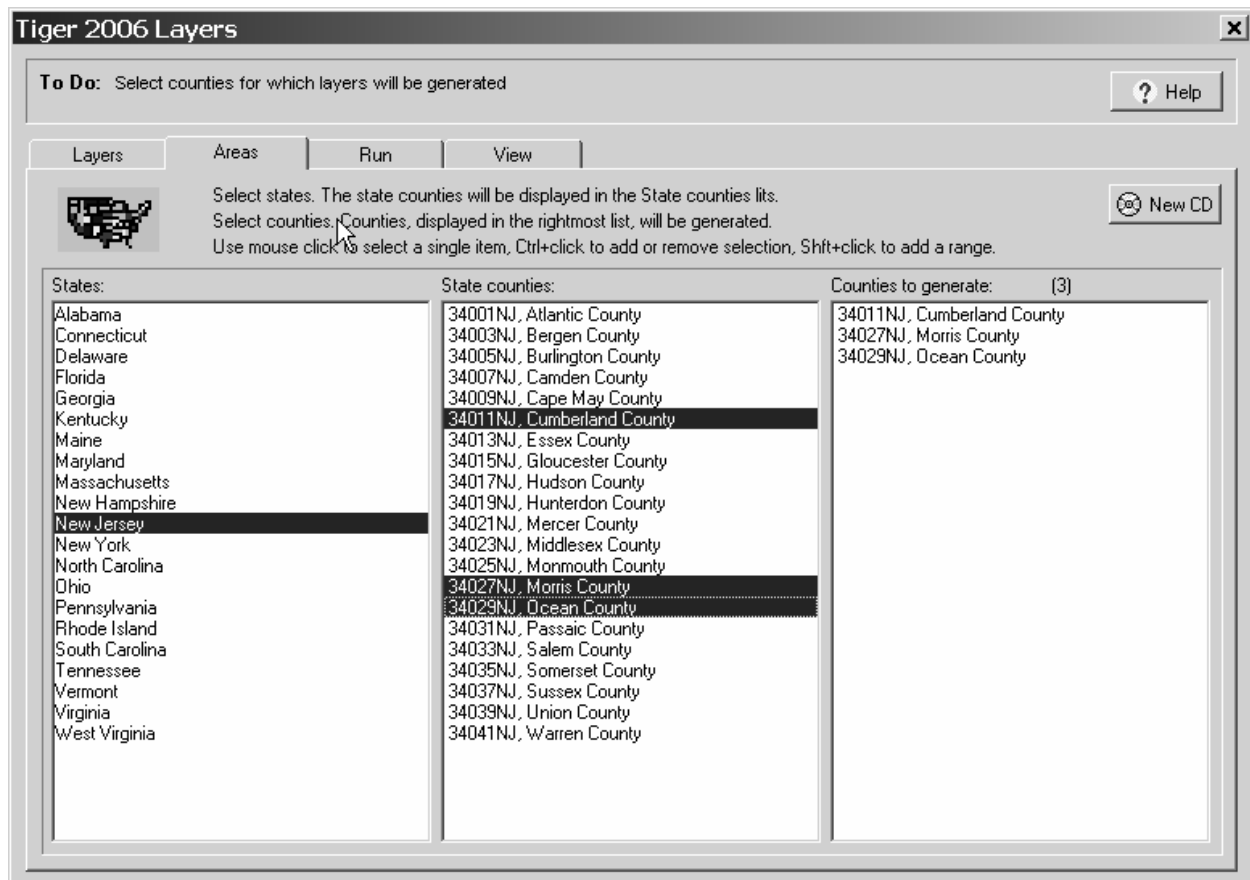 Tiger 2006 Layers
To Do: Select counties for which layers will be generated
? Help
Layers
Areas
Run
View
Select states. The state counties will be displayed in the State counties lits.
Select counties. Counties, displayed in the rightmost list, will be generated.
Use mouse click to select a single item, Ctrl+click to add or remove selection, Shft+click to add a range.
New CD
States:
Alabama
Connecticut
Delaware
Florida
Georgia
Kentucky
Maine
Maryland
Massachusetts
New Hampshire
New Jersey
New York
North Carolina
Ohio
Pennsylvania
Rhode Island
South Carolina
Tennessee
Vermont
Virginia
West Virginia
State counties:
34001NJ, Atlantic County
34003NJ, Bergen County
34005NJ, Burlington County
34007NJ, Camden County
34009NJ, Cape May County
34011NJ, Cumberland County
34013NJ, Essex County
34015NJ, Gloucester County
34017NJ, Hudson County
34019NJ, Hunterdon County
34021NJ, Mercer County
34023NJ, Middlesex County
34025NJ, Monmouth County
34027NJ, Morris County
34029NJ, Ocean County
34031NJ, Passaic County
34033NJ, Salem County
34035NJ, Somerset County
34037NJ, Sussex County
34039NJ, Union County
34041NJ, Warren County
Counties to generate: (3)
34011NJ, Cumberland County
34027NJ, Morris County
34029NJ, Ocean County